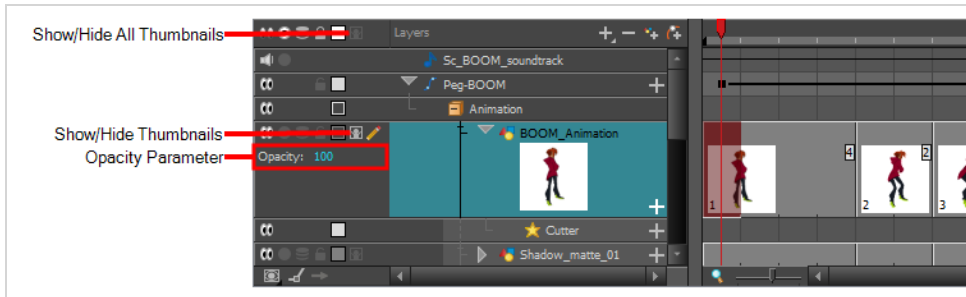 Show/Hide All Thumbnails
Layers
Sc_BOOM_soundtrack
Peg-BOOM
Animation
Show/Hide Thumbnails
BOOM_Animation
Opacity Parameter
Opacity: 100
4
2
1
2
3
Cutter
Shadow_matte_01